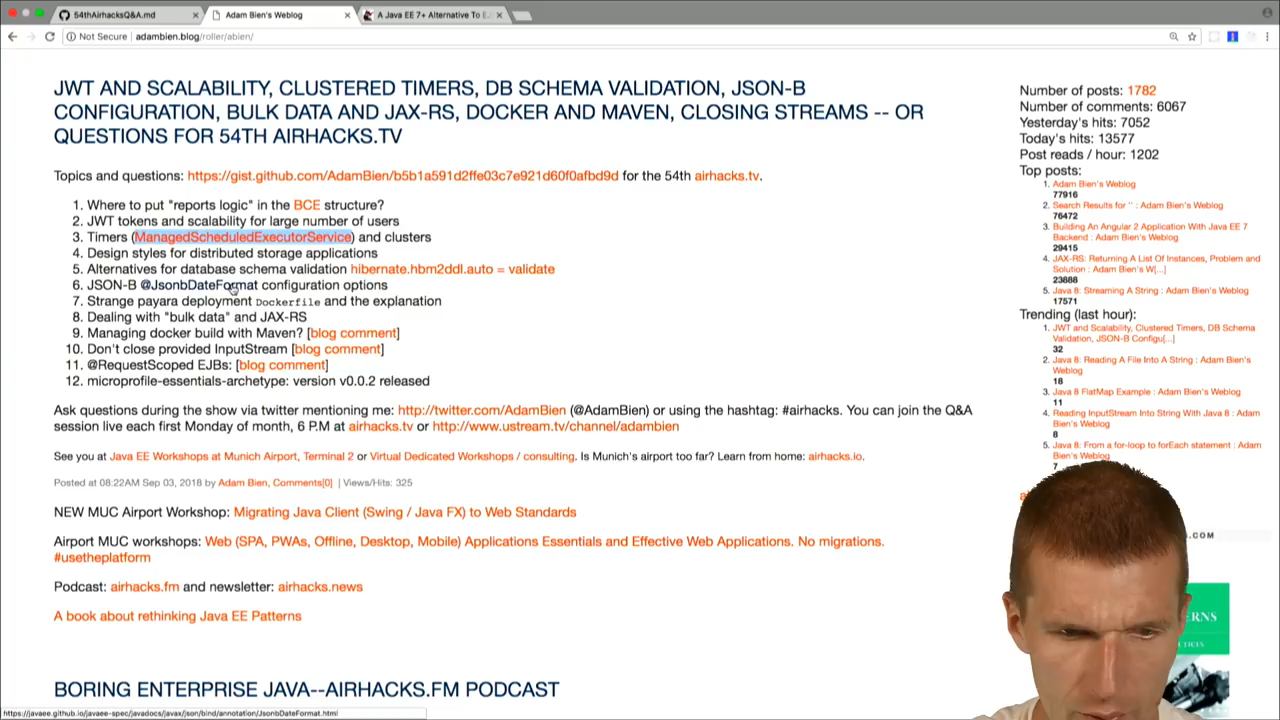 54thAirhacksQ&A.md
Adam Bien's Weblog
A Java EE 7+ Alternative To E
Not Secure | adambien.blog/roller/abien/
JWT AND SCALABILITY, CLUSTERED TIMERS, DB SCHEMA VALIDATION, JSON-B
CONFIGURATION, BULK DATA AND JAX-RS, DOCKER AND MAVEN, CLOSING STREAMS -- OR
QUESTIONS FOR 54TH AIRHACKS.TV
Topics and questions: https://gist.github.com/AdamBien/b5b1a591d2ffe03c7e921d60f0afbd9d for the 54th airhacks.tv.
1. Where to put "reports logic" in the BCE structure?
2. JWT tokens and scalability for large number of users
3. Timers (ManagedScheduledExecutorService) and clusters
4. Design styles for distributed storage applications
5. Alternatives for database schema validation hibernate.hbm2ddl.auto = validate
6. JSON-B @JsonbDateFormat configuration options
7. Strange payara deployment Dockerfile and the explanation
8. Dealing with "bulk data" and JAX-RS
9. Managing docker build with Maven? [blog comment]
10. Don't close provided InputStream [blog comment]
11. @RequestScoped EJBs: [blog comment]
12. microprofile-essentials-archetype: version v0.0.2 released
Ask questions during the show via twitter mentioning me: http://twitter.com/AdamBien (@AdamBien) or using the hashtag: #airhacks. You can join the Q&A
session live each first Monday of month, 6 P.M at airhacks.tv or http://www.ustream.tv/channel/adambien
See you at Java EE Workshops at Munich Airport, Terminal 2 or Virtual Dedicated Workshops / consulting. Is Munich's airport too far? Learn from home: airhacks.io.
Posted at 08:22AM Sep 03, 2018 by Adam Bien, Comments[0] | Views/Hits: 325
NEW MUC Airport Workshop: Migrating Java Client (Swing / Java FX) to Web Standards
Airport MUC workshops: Web (SPA, PWAs, Offline, Desktop, Mobile) Applications Essentials and Effective Web Applications. No migrations.
#usetheplatform
Podcast: airhacks.fm and newsletter: airhacks.news
A book about rethinking Java EE Patterns
BORING ENTERPRISE JAVA--AIRHACKS.FM PODCAST
https://javaee.github.io/javaee-spec/javadocs/javax/json/bind/annotation/JsonbDateFormat.html
Number of posts: 1782
Number of comments: 6067
Yesterday's hits: 7052
Today's hits: 13577
Post reads / hour: 1202
Top posts:
1. Adam Bien's Weblog
77916
2. Search Results for '' : Adam Bien's Weblog
76472
3. Building An Angular 2 Application With Java EE 7
Backend : Adam Bien's Weblog
29415
4. JAX-RS: Returning A List Of Instances, Problem and
Solution : Adam Bien's W[...]
23686
5. Java 8: Streaming A String : Adam Bien's Weblog
17571
Trending (last hour):
1. JWT and Scalability, Clustered Timers, DB Schema
Validation, JSON-B Configu[...]
32
2. Java 8: Reading A File Into A String : Adam Bien's
Weblog
18
3. Java 8 FlatMap Example : Adam Bien's Weblog
11
4. Reading InputStream Into String With Java 8 : Adam
Bien's Weblog
8
5. Java 8: From a for-loop to forEach statement : Adam
Bien's Weblog
7